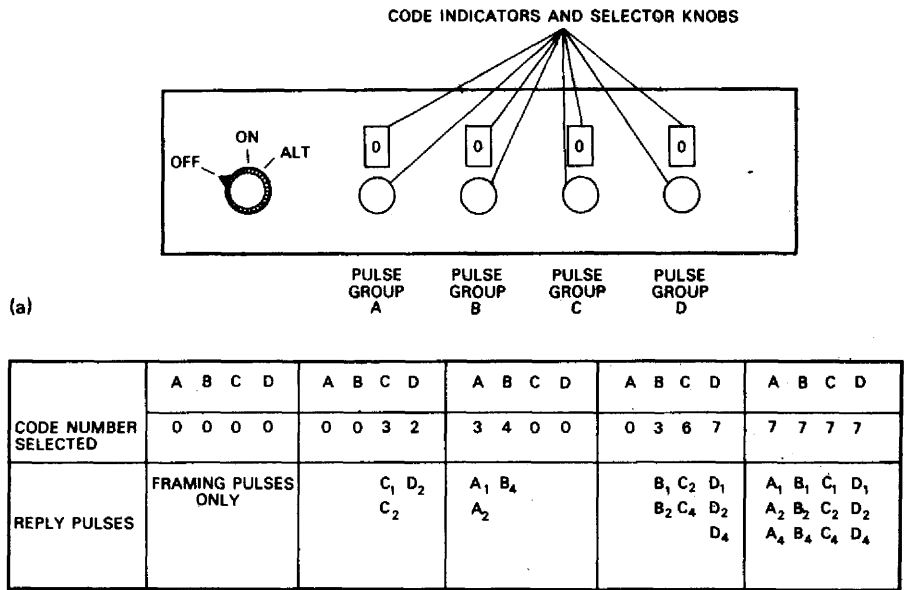 CODE INDICATORS AND SELECTOR KNOBS
OFF ON ALT
0 0 0 0
PULSE GROUP A
PULSE GROUP B
PULSE GROUP C
PULSE GROUP D
(a)
A B C D A B C D A B C D A B C D A B C D
CODE NUMBER SELECTED
0 0 0 0 0 0 3 2 3 4 0 0 0 3 6 7 7 7 7 7
REPLY PULSES
FRAMING PULSES ONLY
C₁ D₂
C₂
A₁ B₄
A₂
B₁ C₂ D₁
B₂ C₄ D₂
D₄
A₁ B₁ C₁ D₁
A₂ B₂ C₂ D₂
A₄ B₄ C₄ D₄